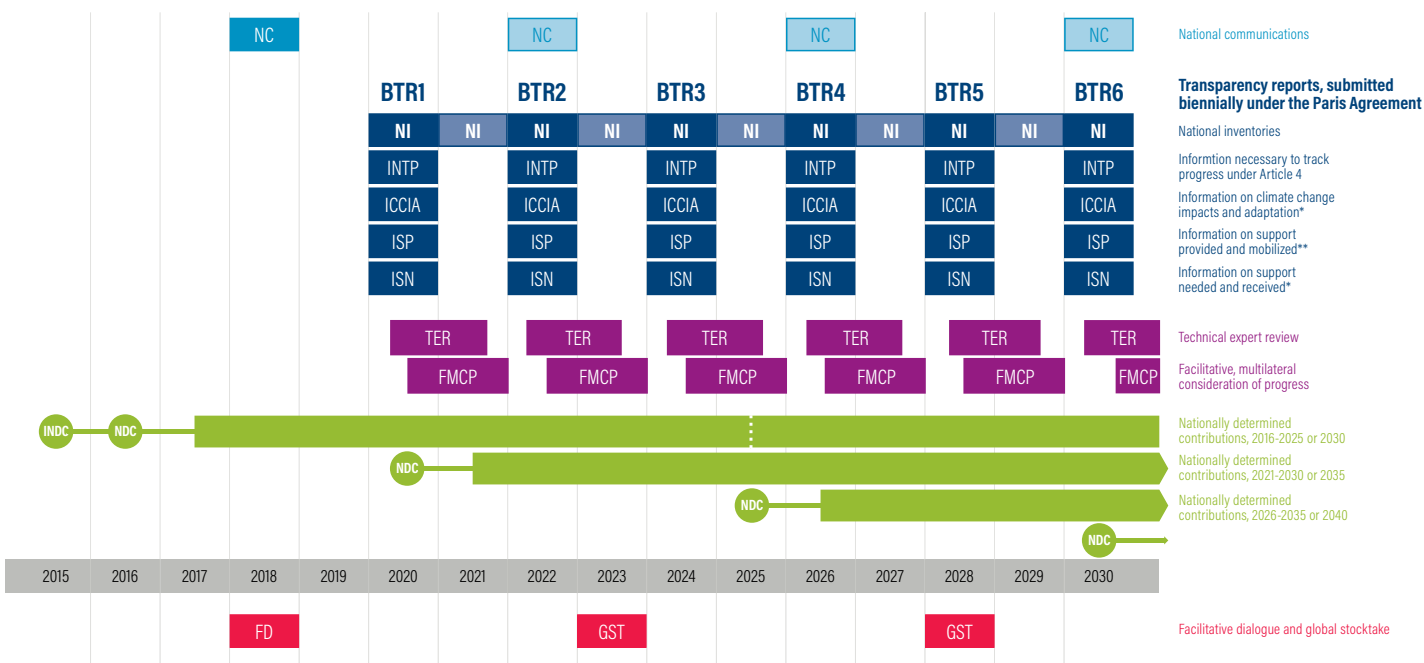 NC NC NC NC National communications
BTR1 BTR2 BTR3 BTR4 BTR5 BTR6 Transparency reports, submitted
biennially under the Paris Agreement
NI NI NI NI NI NI NI NI NI NI NI National inventories
INTP INTP INTP INTP INTP INTP Informtion necessary to track
progress under Article 4
ICCIA ICCIA ICCIA ICCIA ICCIA ICCIA Information on climate change
impacts and adaptation*
ISP ISP ISP ISP ISP ISP Information on support
provided and mobilized**
ISN ISN ISN ISN ISN ISN Information on support
needed and received*
TER TER TER TER TER TER Technical expert review
FMCP FMCP FMCP FMCP FMCP FMCP Facilitative, multilateral
consideration of progress
INDC NDC Nationally determined
contributions, 2016-2025 or 2030
NDC Nationally determined
contributions, 2021-2030 or 2035
NDC Nationally determined
contributions, 2026-2035 or 2040
NDC
2015 2016 2017 2018 2019 2020 2021 2022 2023 2024 2025 2026 2027 2028 2029 2030
FD GST GST Facilitative dialogue and global stocktake